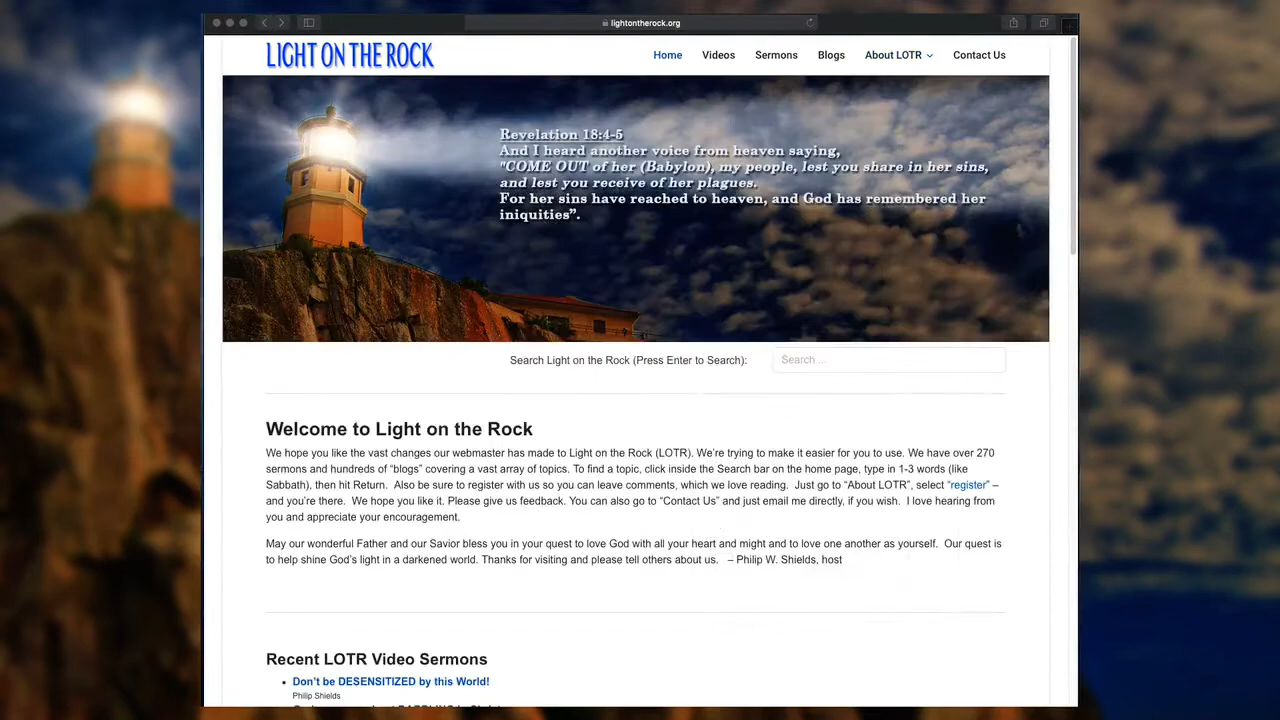 lightontherock.org
LIGHT ON THE ROCK
Home Videos Sermons Blogs About LOTR Contact Us
Revelation 18:4-5
And I heard another voice from heaven saying,
"COME OUT of her (Babylon), my people, lest you share in her sins,
and lest you receive of her plagues.
For her sins have reached to heaven, and God has remembered her
iniquities”.
Search Light on the Rock (Press Enter to Search): Search ...
Welcome to Light on the Rock
We hope you like the vast changes our webmaster has made to Light on the Rock (LOTR). We’re trying to make it easier for you to use. We have over 270
sermons and hundreds of “blogs” covering a vast array of topics. To find a topic, click inside the Search bar on the home page, type in 1-3 words (like
Sabbath), then hit Return. Also be sure to register with us so you can leave comments, which we love reading. Just go to “About LOTR”, select “register” –
and you’re there. We hope you like it. Please give us feedback. You can also go to “Contact Us” and just email me directly, if you wish. I love hearing from
you and appreciate your encouragement.
May our wonderful Father and our Savior bless you in your quest to love God with all your heart and might and to love one another as yourself. Our quest is
to help shine God’s light in a darkened world. Thanks for visiting and please tell others about us. – Philip W. Shields, host
Recent LOTR Video Sermons
Don’t be DESENSITIZED by this World!
Philip Shields